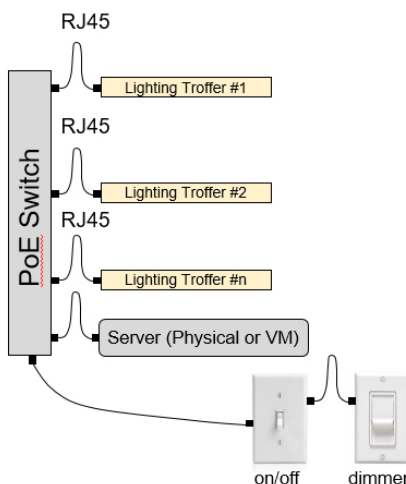 RJ45
Lighting Troffer #1
RJ45
Lighting Troffer #2
RJ45
Lighting Troffer #n
PoE Switch
Server (Physical or VM)
on/off
dimmer